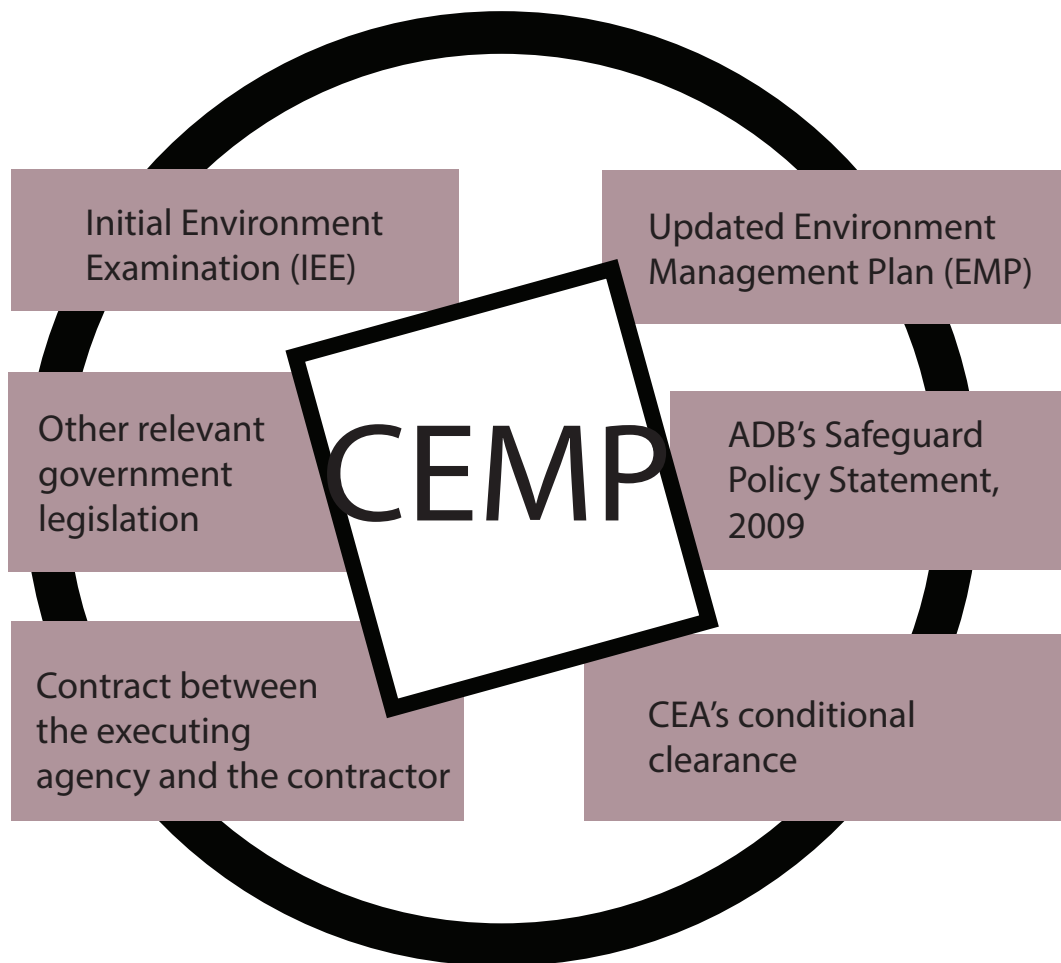 Initial Environment
Examination (IEE)
Updated Environment
Management Plan (EMP)
Other relevant
government
legislation
CEMP
ADB’s Safeguard
Policy Statement,
2009
Contract between
the executing
agency and the contractor
CEA’s conditional
clearance